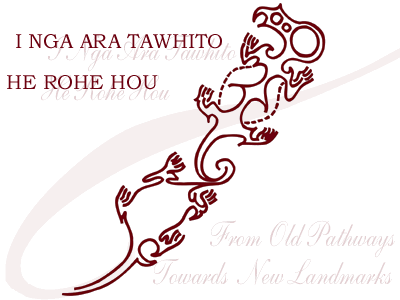 I NGA ARA TAWHITO
I Nga Ara Tawhito
HE ROHE HOU
He Rohe Hou
From Old Pathways
Towards New Landmarks